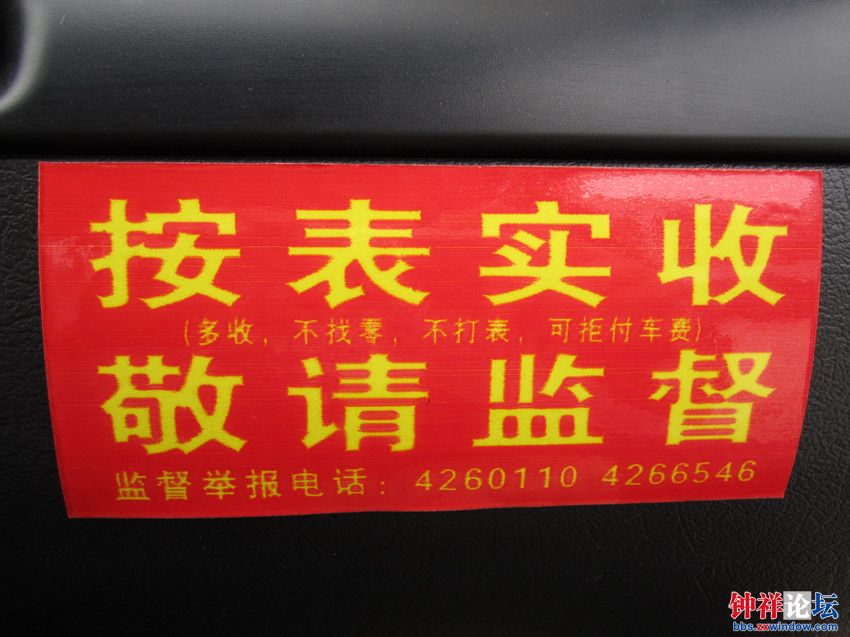 按表实收
(多收,不找零,不打表,可拒付车费)
敬请监督
监督举报电话:4260110 4266546
钟祥论坛
bbs.zxwindow.com